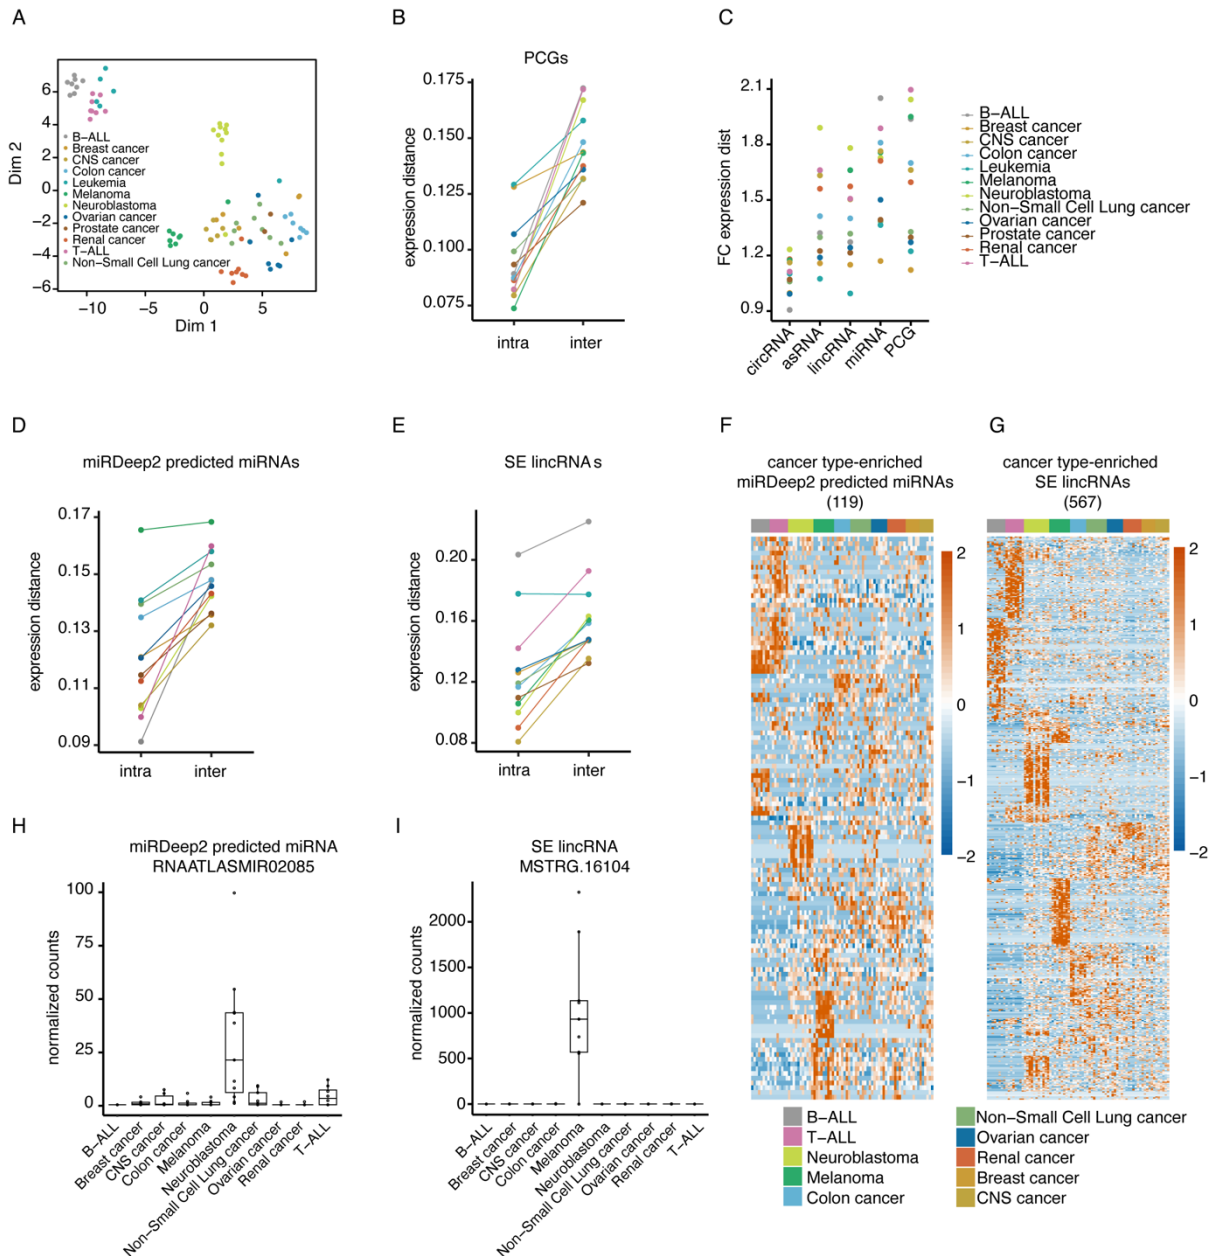 A
6
4
2
0
−2
−4
−6
Dim 2
B−ALL
Breast cancer
CNS cancer
Colon cancer
Leukemia
Melanoma
Neuroblastoma
Ovarian cancer
Prostate cancer
Renal cancer
T−ALL
Non−Small Cell Lung cancer
−10 −5 0 5
Dim 1
B
PCGs
0.175
0.150
0.125
0.100
0.075
expression distance
intra inter
C
2.1
1.8
1.5
1.2
0.9
FC expression dist
circRNA
asRNA
lincRNA
miRNA
PCG
B−ALL
Breast cancer
CNS cancer
Colon cancer
Leukemia
Melanoma
Neuroblastoma
Non−Small Cell Lung cancer
Ovarian cancer
Prostate cancer
Renal cancer
T−ALL
D
miRDeep2 predicted miRNAs
0.17
0.15
0.13
0.11
0.09
expression distance
intra inter
E
SE lincRNAs
0.20
0.16
0.12
0.08
expression distance
intra inter
F
cancer type-enriched
miRDeep2 predicted miRNAs
(119)
2
1
0
−1
−2
G
cancer type-enriched
SE lincRNAs
(567)
2
1
0
−1
−2
H
miRDeep2 predicted miRNA
RNAATLASMIR02085
100
75
50
25
0
normalized counts
B−ALL
Breast cancer
CNS cancer
Colon cancer
Melanoma
Neuroblastoma
Non−Small Cell Lung cancer
Ovarian cancer
Renal cancer
T−ALL
I
SE lincRNA
MSTRG.16104
2000
1500
1000
500
0
normalized counts
B−ALL
Breast cancer
CNS cancer
Colon cancer
Melanoma
Neuroblastoma
Non−Small Cell Lung cancer
Ovarian cancer
Renal cancer
T−ALL
B−ALL
T−ALL
Neuroblastoma
Melanoma
Colon cancer
Non−Small Cell Lung cancer
Ovarian cancer
Renal cancer
Breast cancer
CNS cancer